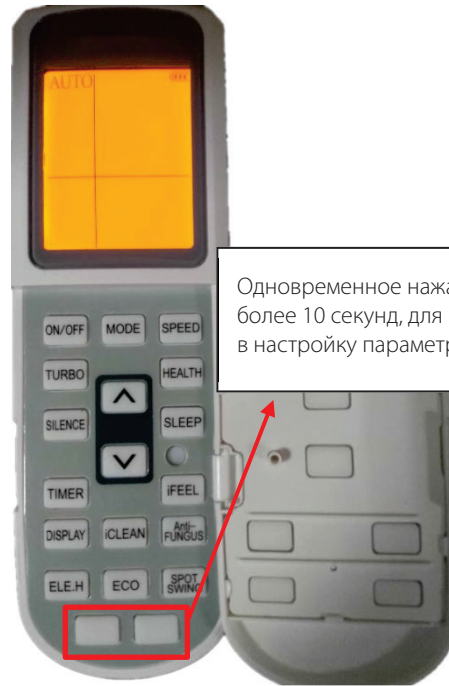 AUTO
Одновременное нажа
более 10 секунд, для
в настройку параметр
ON/OFF MODE SPEED
TURBO HEALTH
SILENCE SLEEP
TIMER iFEEL
DISPLAY iCLEAN Anti-FUNGUS
ELE.H ECO SPOT SWING